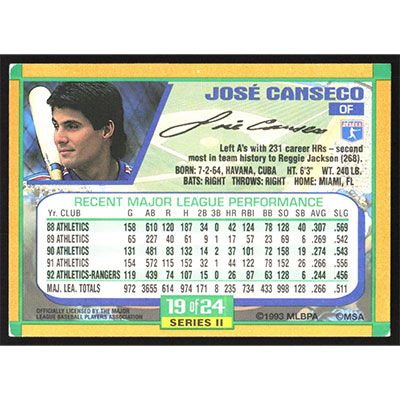 JOSÉ CANSECO
OF
José Canseco
Left A's with 231 career HRs – second
most in team history to Reggie Jackson (268).
BORN: 7-2-64, HAVANA, CUBA HT. 6'3" WT. 240 LB.
BATS: RIGHT THROWS: RIGHT HOME: MIAMI, FL
RECENT MAJOR LEAGUE PERFORMANCE
Yr. CLUB G AB R H 2B 3B HR RBI BB SO SB AVG SLG
88 ATHLETICS 158 610 120 187 34 0 42 124 78 128 40 .307 .569
89 ATHLETICS 65 227 40 61 9 1 17 57 23 69 6 .269 .542
90 ATHLETICS 131 481 83 132 14 2 37 101 72 158 19 .274 .543
91 ATHLETICS 154 572 115 152 32 1 44 122 78 152 26 .266 .556
92 ATHLETICS-RANGERS 119 439 74 107 15 0 26 87 63 128 6 .244 .456
MAJ. LEA. TOTALS 972 3655 614 974 171 8 235 734 433 1020 128 .266 .511
OFFICIALLY LICENSED BY THE MAJOR
LEAGUE BASEBALL PLAYERS ASSOCIATION
19 of 24
SERIES II
©1993 MLBPA ©MSA